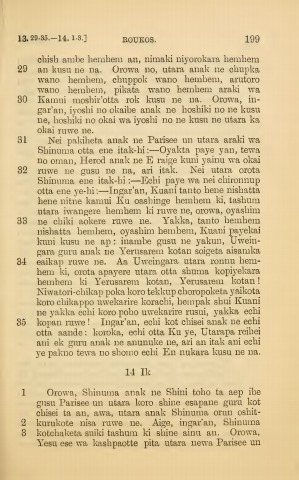 13. 29-35.—14. 1-3.] ROUKOS. 199
chish ambe hembem an, nimaki niyorokara hembem
29 an kusu ne na. Orowa no, utara anak ne chupka
wano hembem, chuppok wano hembem, arutoro
wano hembem, pikata wano hembem araki wa
30 Kamui moshir'otta rok kusu ne na. Orowa, in-
gar'an, iyoshi no okaibe anak ne hoshiki no ne kusu
ne, hoshiki no okai wa iyoshi no ne kusu ne utara ka
okai ruwe ne.
31 Nei pakiheta anak ne Parisee un utara araki wa
Shinuma otta ene itak-hi:—Oyakta paye yan, tewa
no oman, Herod anak ne E raige kuni yainu wa okai
32 ruwe ne gusu ne na, ari itak. Nei utara orota
Shinuma ene itak-hi:—Echi paye wa nei chironnup
otta ene ye-hi:—Ingar'an, Kuani tanto hene nishatta
hene nitne kamui Ku oashinge hembem ki, tashum
utara iwangere hembem ki ruwe ne, orowa, oyashim
33 ne chiki aokere ruwe ne. Yakka, tanto hembem
nishatta hembem, oyashim hembem, Kuani payekai
kuni kusu ne ap: inambe gusu ne yakun, Uwein-
gara guru anak ne Yerusarem kotan soigeta aisanuka
34 eaikap ruwe ne. Aa Uweingara utara ronnu hem-
hem ki, orota apayere utara otta shuma kopiyekara
hembem ki Yerusarem kotan, Yerusarem kotan!
Niwatori-chikap poka koro tekkup choropoketa yaikota
koro chikappo uwekarire korachi, hempak shui Kuani
ne yakka echi koro poho uwekarire rusui, yakka echi
35 kopan ruwe! Ingar'an, echi kot chisei anak ne echi
otta aande: koroka, echi otta Ku ye, Utarapa reihei
ani ek guru anak ne anunuke ne, ari an itak ani echi
ye pakno tewa no shomo echi En nukara kusu ne na.
14 Ik
1 Orowa, Shinuma anak ne Shini toho ta aep ibe
gusu Parisee un utara koro shine esapane guru kot
chisei ta an, awa, utara anak Shinuma orun oshit-
2 kurukote nisa ruwe ne. Aige, ingar'an, Shinuma
3 kotchaketa suiki tashum ki shine ainu an. Orowa,
Yesu ese wa kashpaotte pita utara newa Parisee un